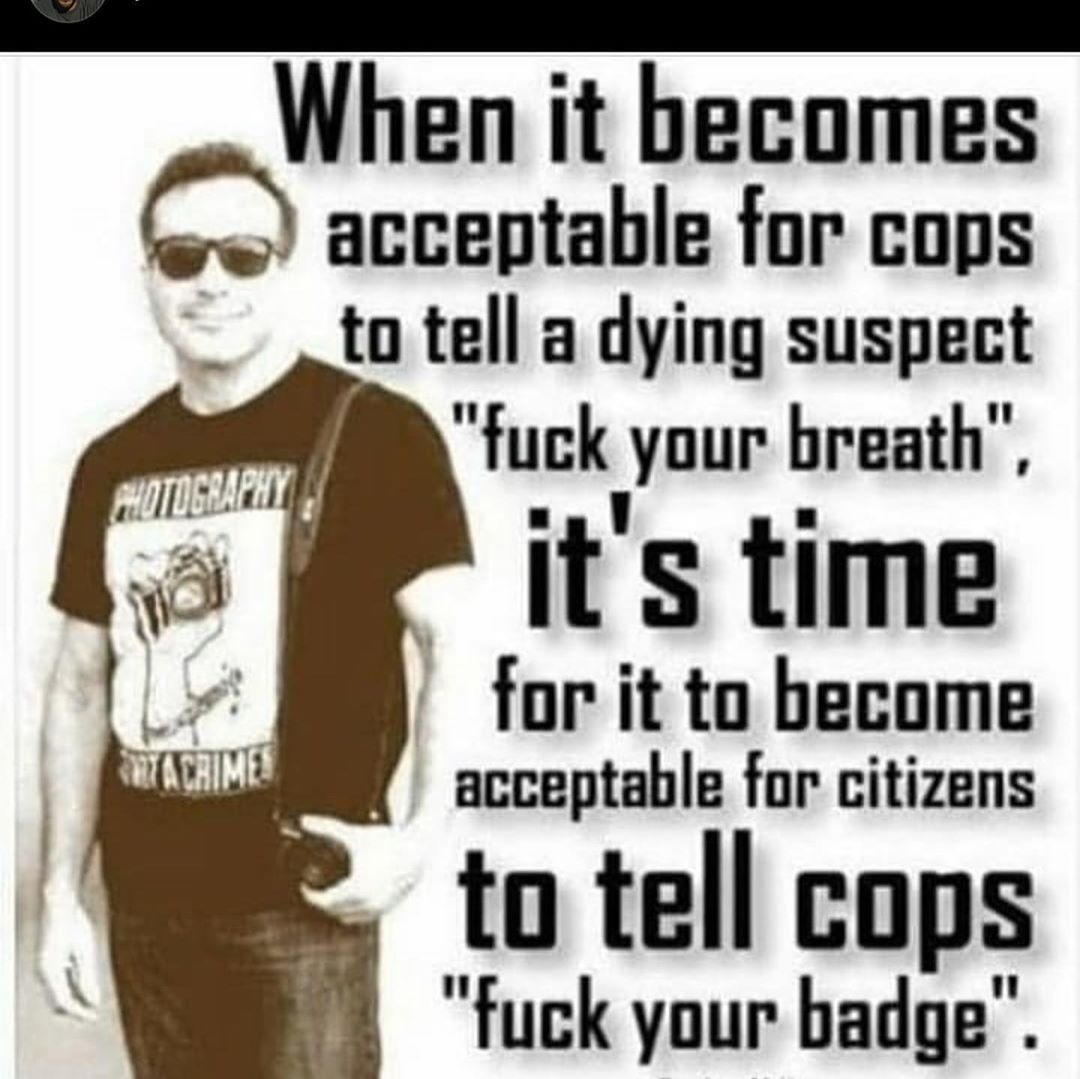 When it becomes
acceptable for cops
to tell a dying suspect
"fuck your breath",
it's time
for it to become
acceptable for citizens
to tell cops
"fuck your badge".
PHOTOGRAPHY
A CRIME